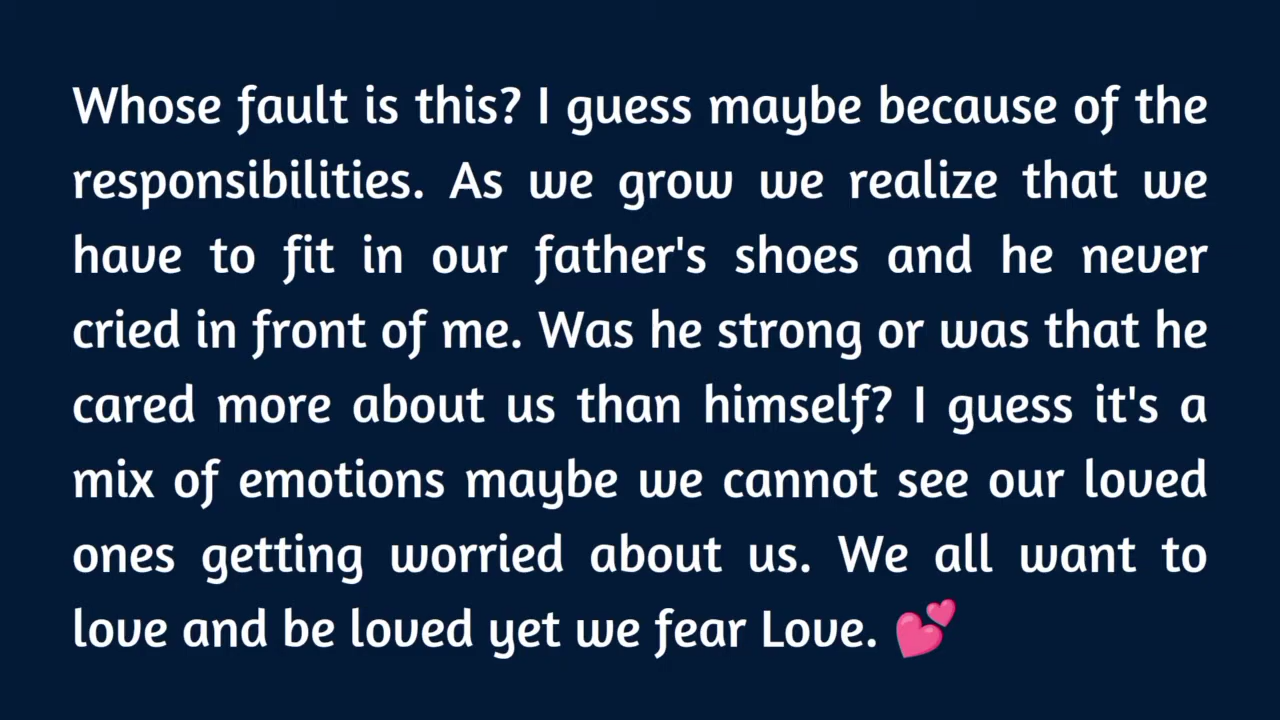 Whose fault is this? I guess maybe because of the
responsibilities. As we grow we realize that we
have to fit in our father's shoes and he never
cried in front of me. Was he strong or was that he
cared more about us than himself? I guess it's a
mix of emotions maybe we cannot see our loved
ones getting worried about us. We all want to
love and be loved yet we fear Love. 💕